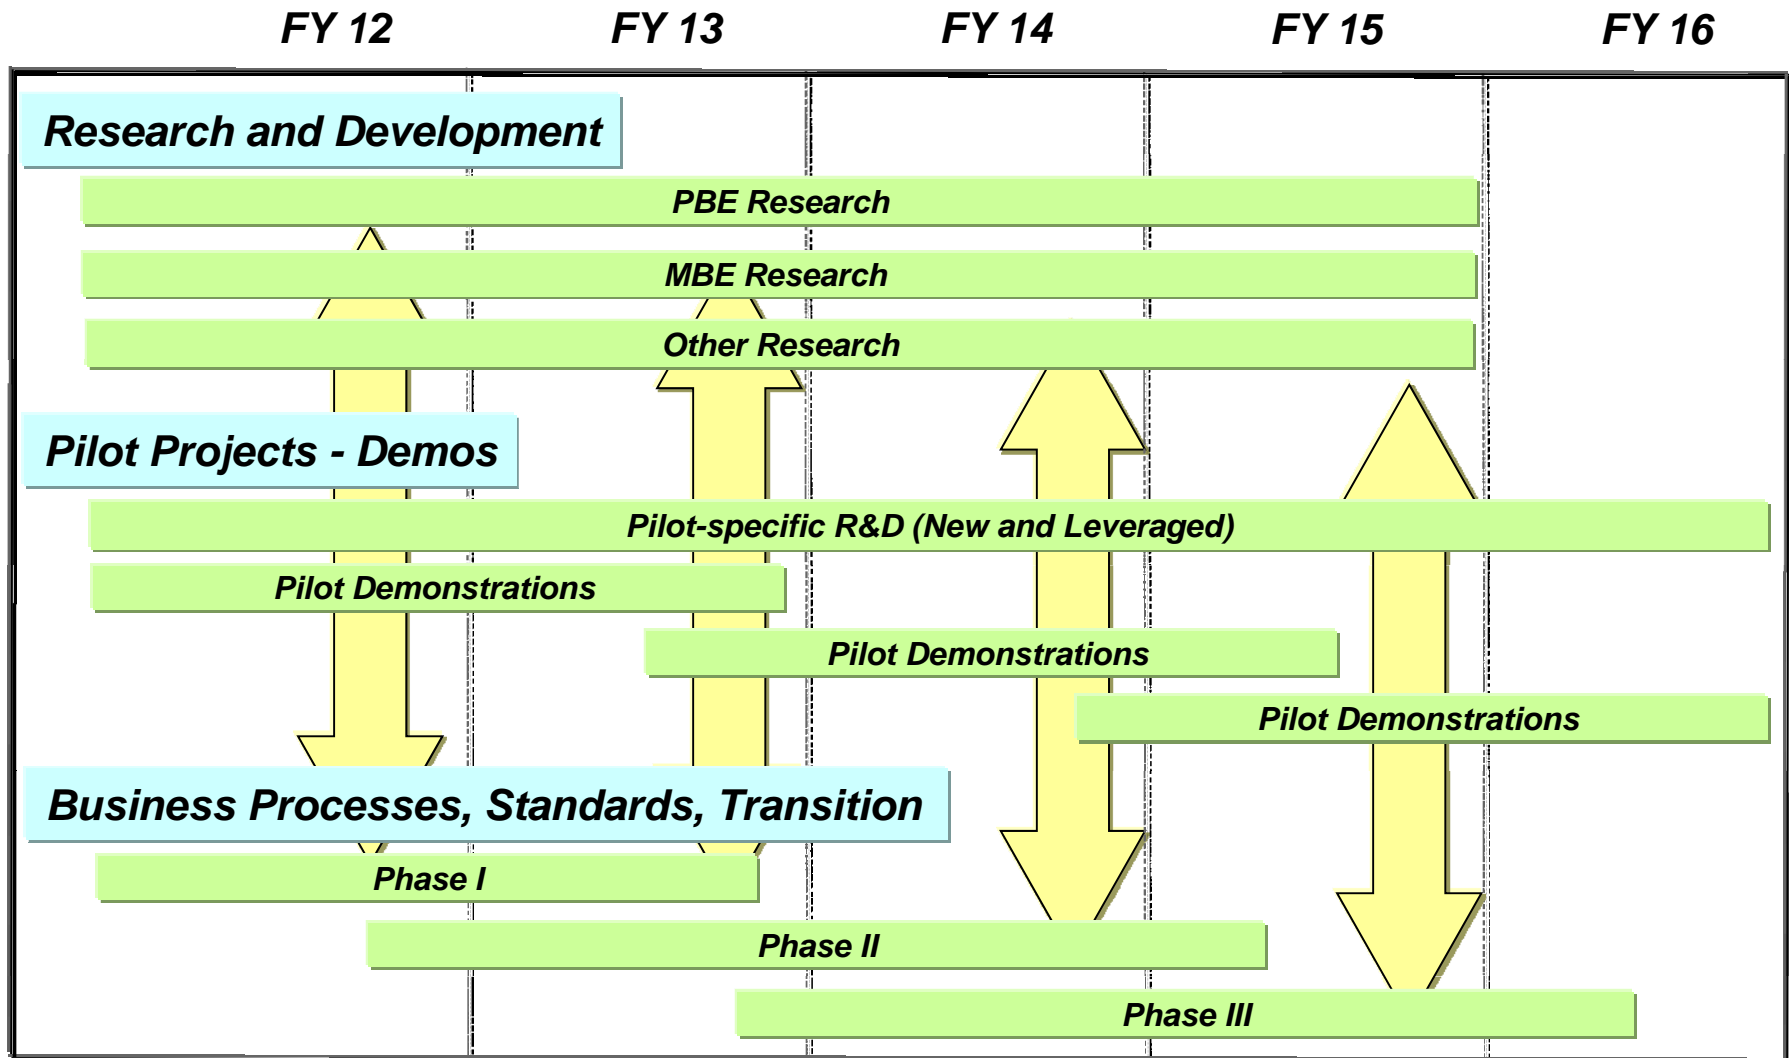 FY 12 FY 13 FY 14 FY 15 FY 16
Research and Development
PBE Research
MBE Research
Other Research
Pilot Projects - Demos
Pilot-specific R&D (New and Leveraged)
Pilot Demonstrations
Pilot Demonstrations
Pilot Demonstrations
Business Processes, Standards, Transition
Phase I
Phase II
Phase III